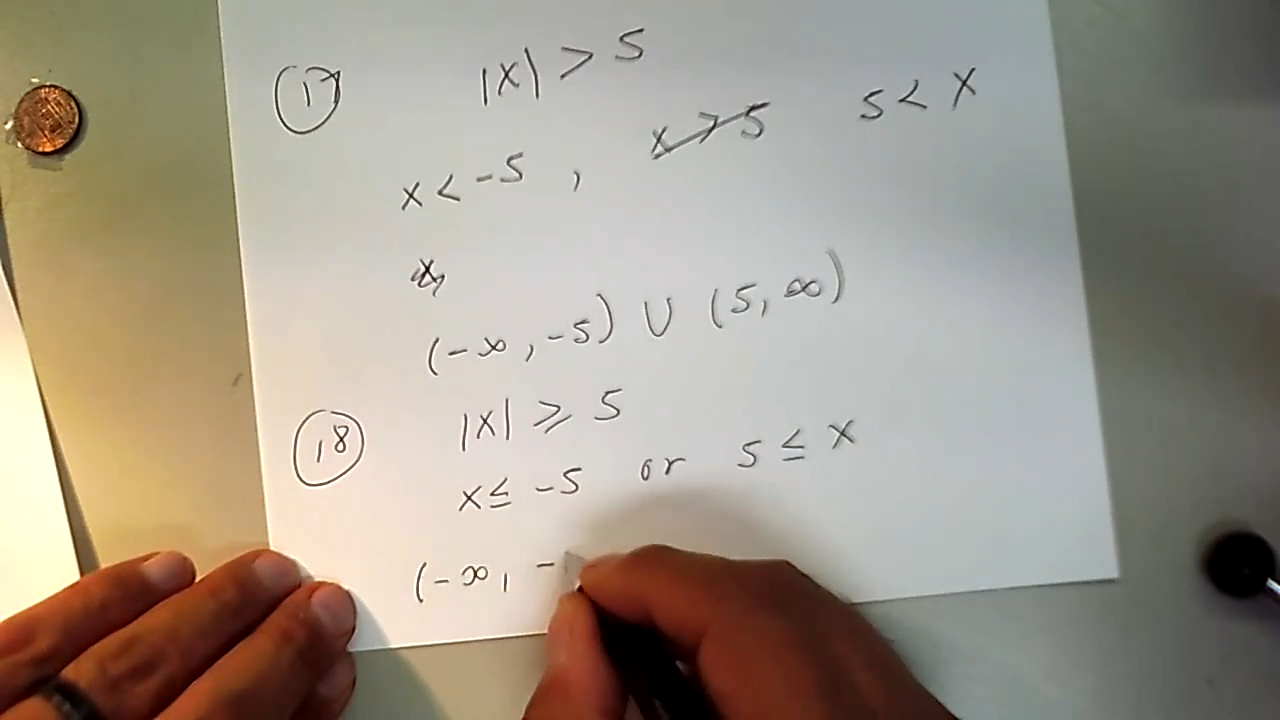 (17) |x| > 5
x < -5 , x > 5 5 < x
x
(-∞, -5) ∪ (5, ∞)
(18) |x| ≥ 5
x ≤ -5 or 5 ≤ x
(-∞, -